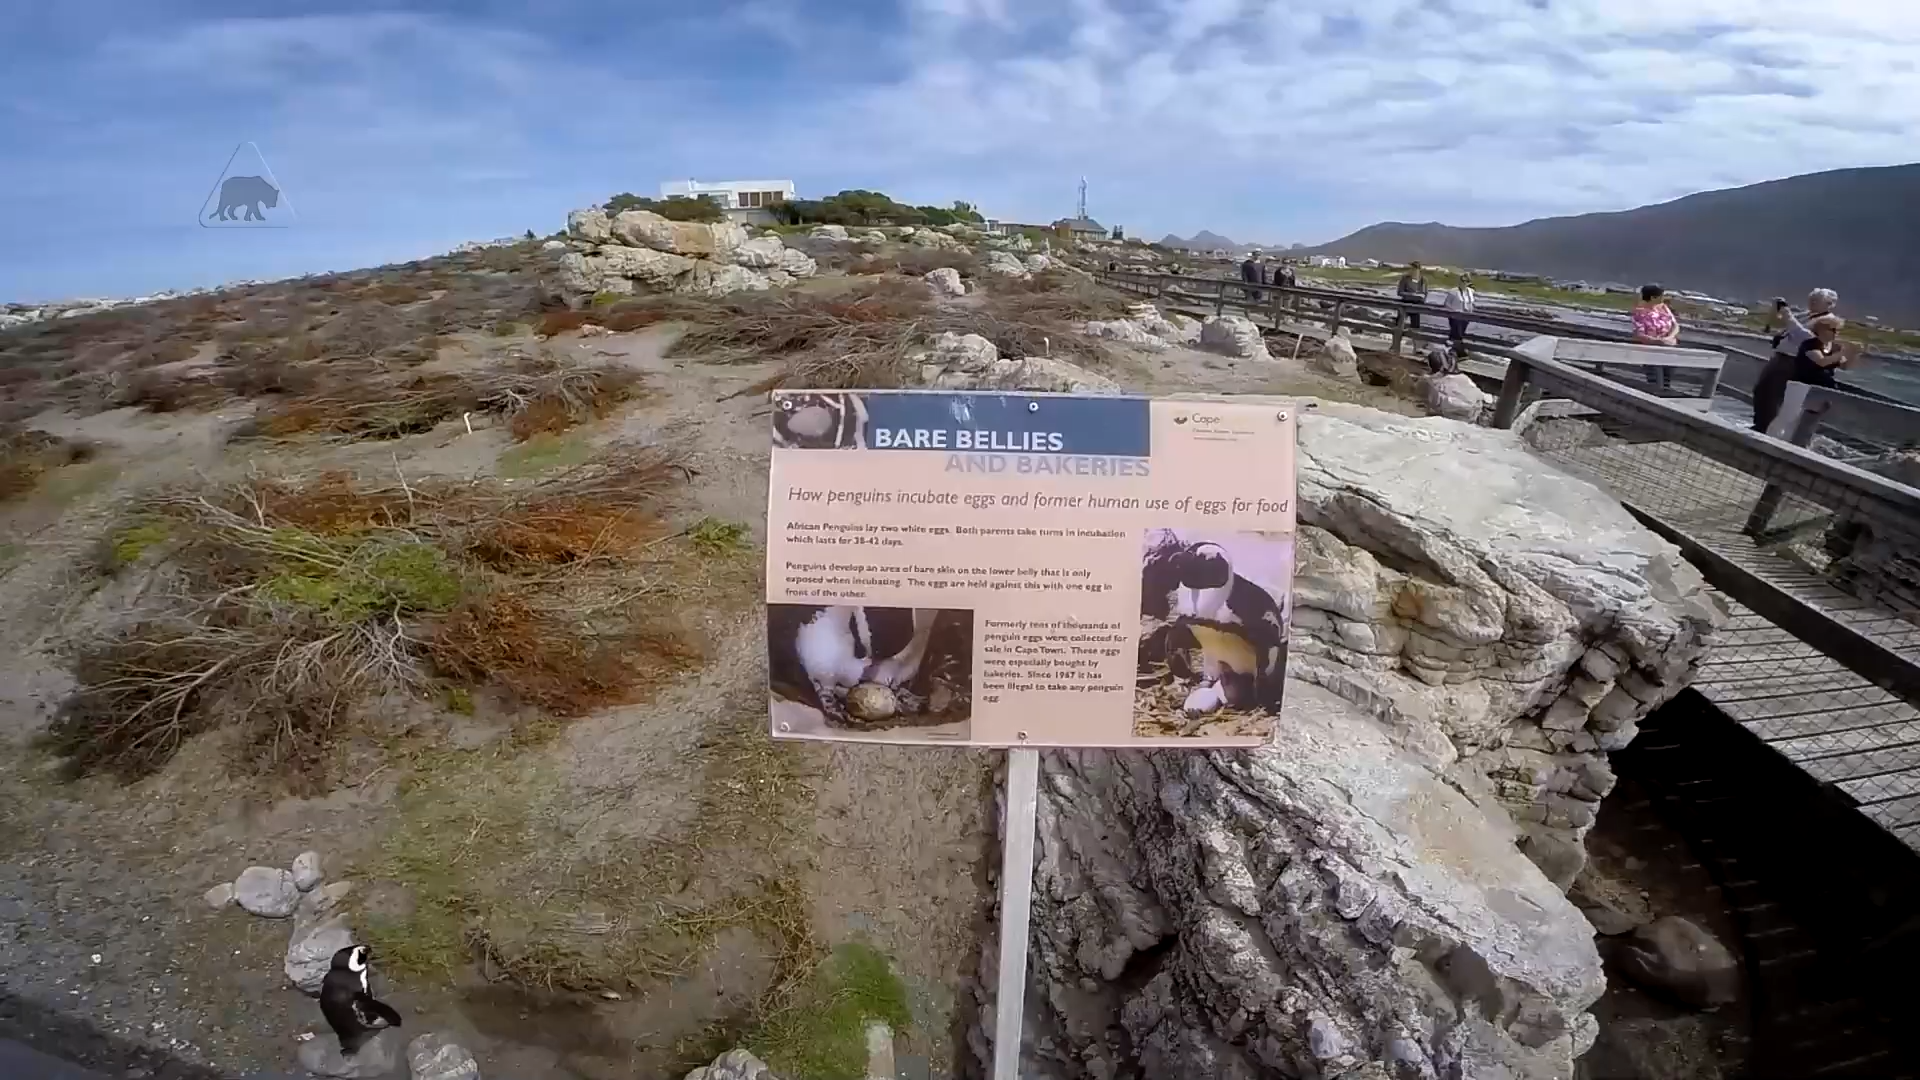 BARE BELLIES
AND BAKERIES
Cape
How penguins incubate eggs and former human use of eggs for food
African Penguins lay two white eggs. Both parents take turns in incubation
which lasts for 38-42 days.
Penguins develop an area of bare skin on the lower belly that is only
exposed when incubating. The eggs are held against this with one egg in
front of the other.
Formerly tens of thousands of
penguin eggs were collected for
sale in Cape Town. These eggs
were especially bought by
bakeries. Since 1967 it has
been illegal to take any penguin
egg.